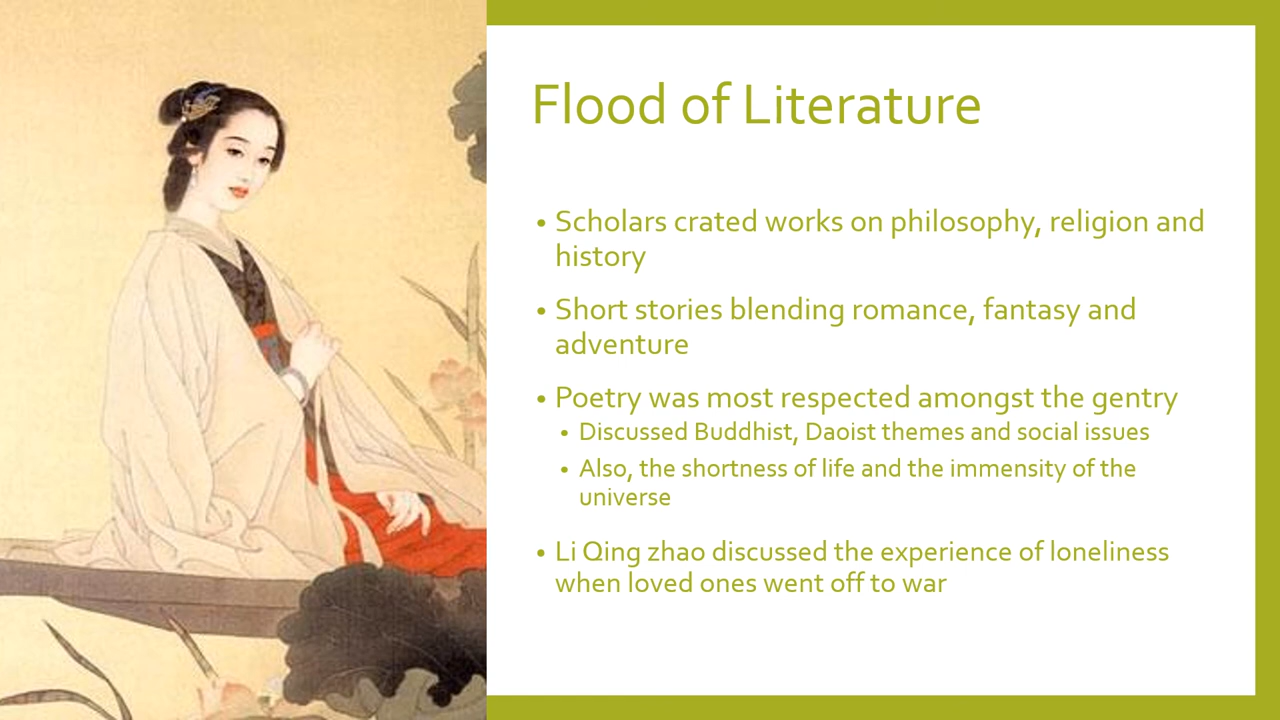 Flood of Literature
• Scholars crated works on philosophy, religion and
history
• Short stories blending romance, fantasy and
adventure
• Poetry was most respected amongst the gentry
• Discussed Buddhist, Daoist themes and social issues
• Also, the shortness of life and the immensity of the
universe
• Li Qing zhao discussed the experience of loneliness
when loved ones went off to war